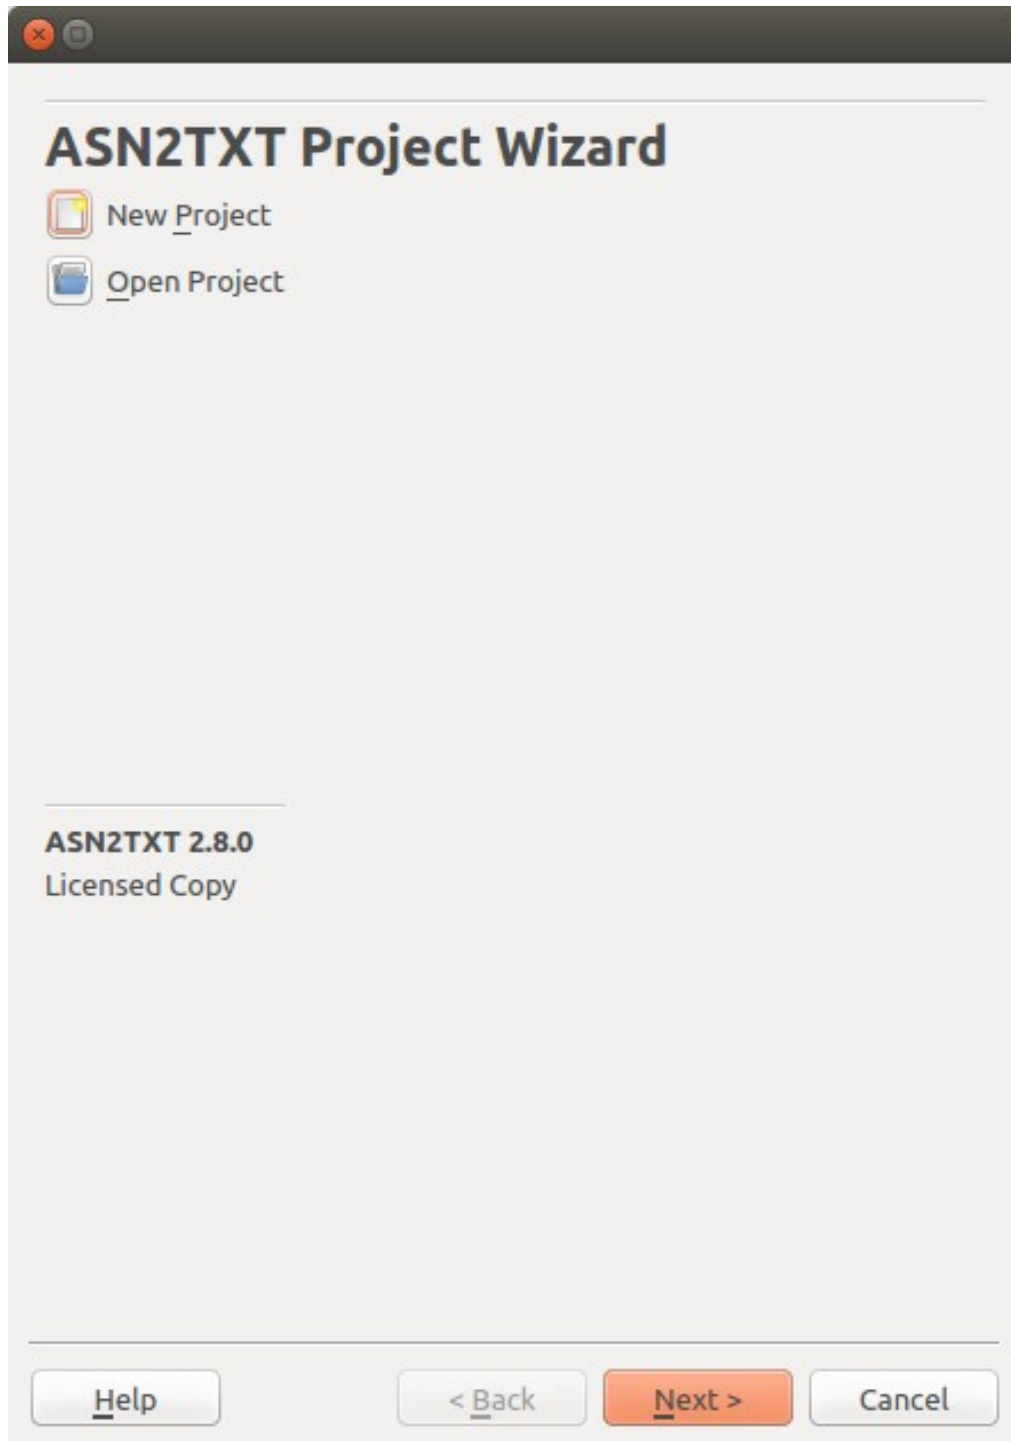 ASN2TXT Project Wizard
New Project
Open Project
ASN2TXT 2.8.0
Licensed Copy
Help
< Back
Next >
Cancel